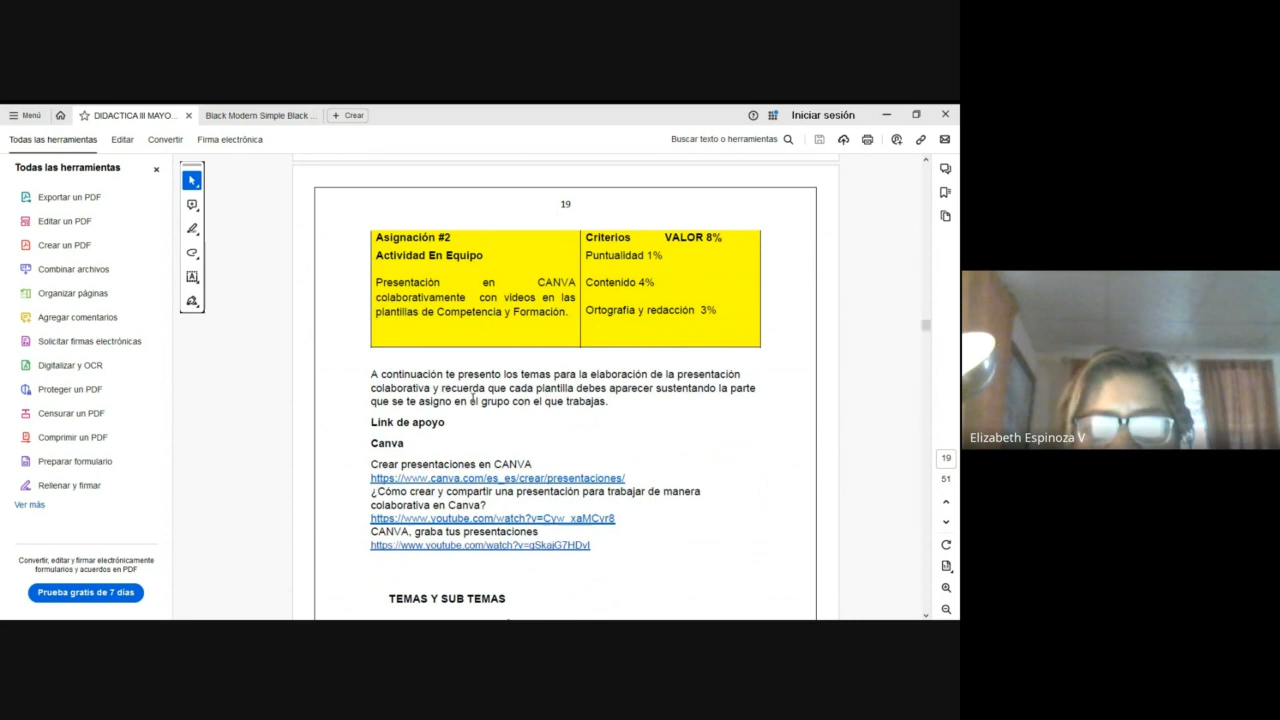 Menú
DIDACTICA III MAYO...
Black Modern Simple Black ...
+ Crear
Iniciar sesión
Todas las herramientas
Editar
Convertir
Firma electrónica
Buscar texto o herramientas
Todas las herramientas
Exportar un PDF
Editar un PDF
Crear un PDF
Combinar archivos
Organizar páginas
Agregar comentarios
Solicitar firmas electrónicas
Digitalizar y OCR
Proteger un PDF
Censurar un PDF
Comprimir un PDF
Preparar formulario
Rellenar y firmar
Ver más
Convertir, editar y firmar electrónicamente
formularios y acuerdos en PDF
Prueba gratis de 7 días
19
Asignación #2
Actividad En Equipo
Presentación en CANVA
colaborativamente con videos en las
plantillas de Competencia y Formación.
Criterios VALOR 8%
Puntualidad 1%
Contenido 4%
Ortografía y redacción 3%
A continuación te presento los temas para la elaboración de la presentación
colaborativa y recuerda que cada plantilla debes aparecer sustentando la parte
que se te asigno en el grupo con el que trabajas.
Link de apoyo
Canva
Crear presentaciones en CANVA
https://www.canva.com/es_es/crear/presentaciones/
¿Cómo crear y compartir una presentación para trabajar de manera
colaborativa en Canva?
https://www.youtube.com/watch?v=Cyw_xaMCyr8
CANVA, graba tus presentaciones
https://www.youtube.com/watch?v=gSkajG7HDvI
TEMAS Y SUB TEMAS
19
51
Elizabeth Espinoza V